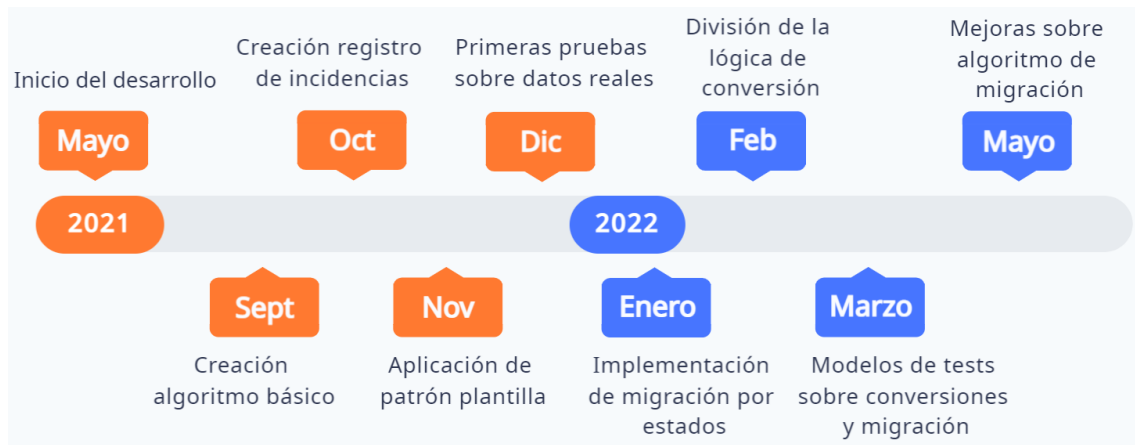 Inicio del desarrollo
Mayo
2021
Sept
Creación
algoritmo básico
Creación registro
de incidencias
Oct
Nov
Aplicación de
patrón plantilla
Primeras pruebas
sobre datos reales
Dic
2022
Enero
Implementación
de migración por
estados
División de la
lógica de
conversión
Feb
Marzo
Modelos de tests
sobre conversiones
y migración
Mejoras sobre
algoritmo de
migración
Mayo